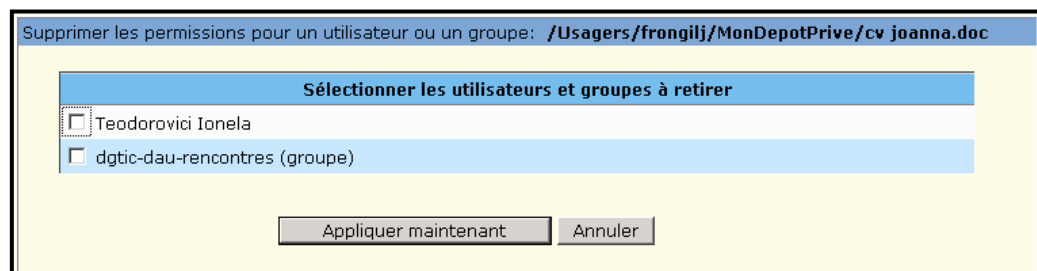 Supprimer les permissions pour un utilisateur ou un groupe: /Usagers/frongilj/MonDepotPrive/cv joanna.doc
Sélectionner les utilisateurs et groupes à retirer
Teodorovici Ionela
dgtic-dau-rencontres (groupe)
Appliquer maintenant Annuler